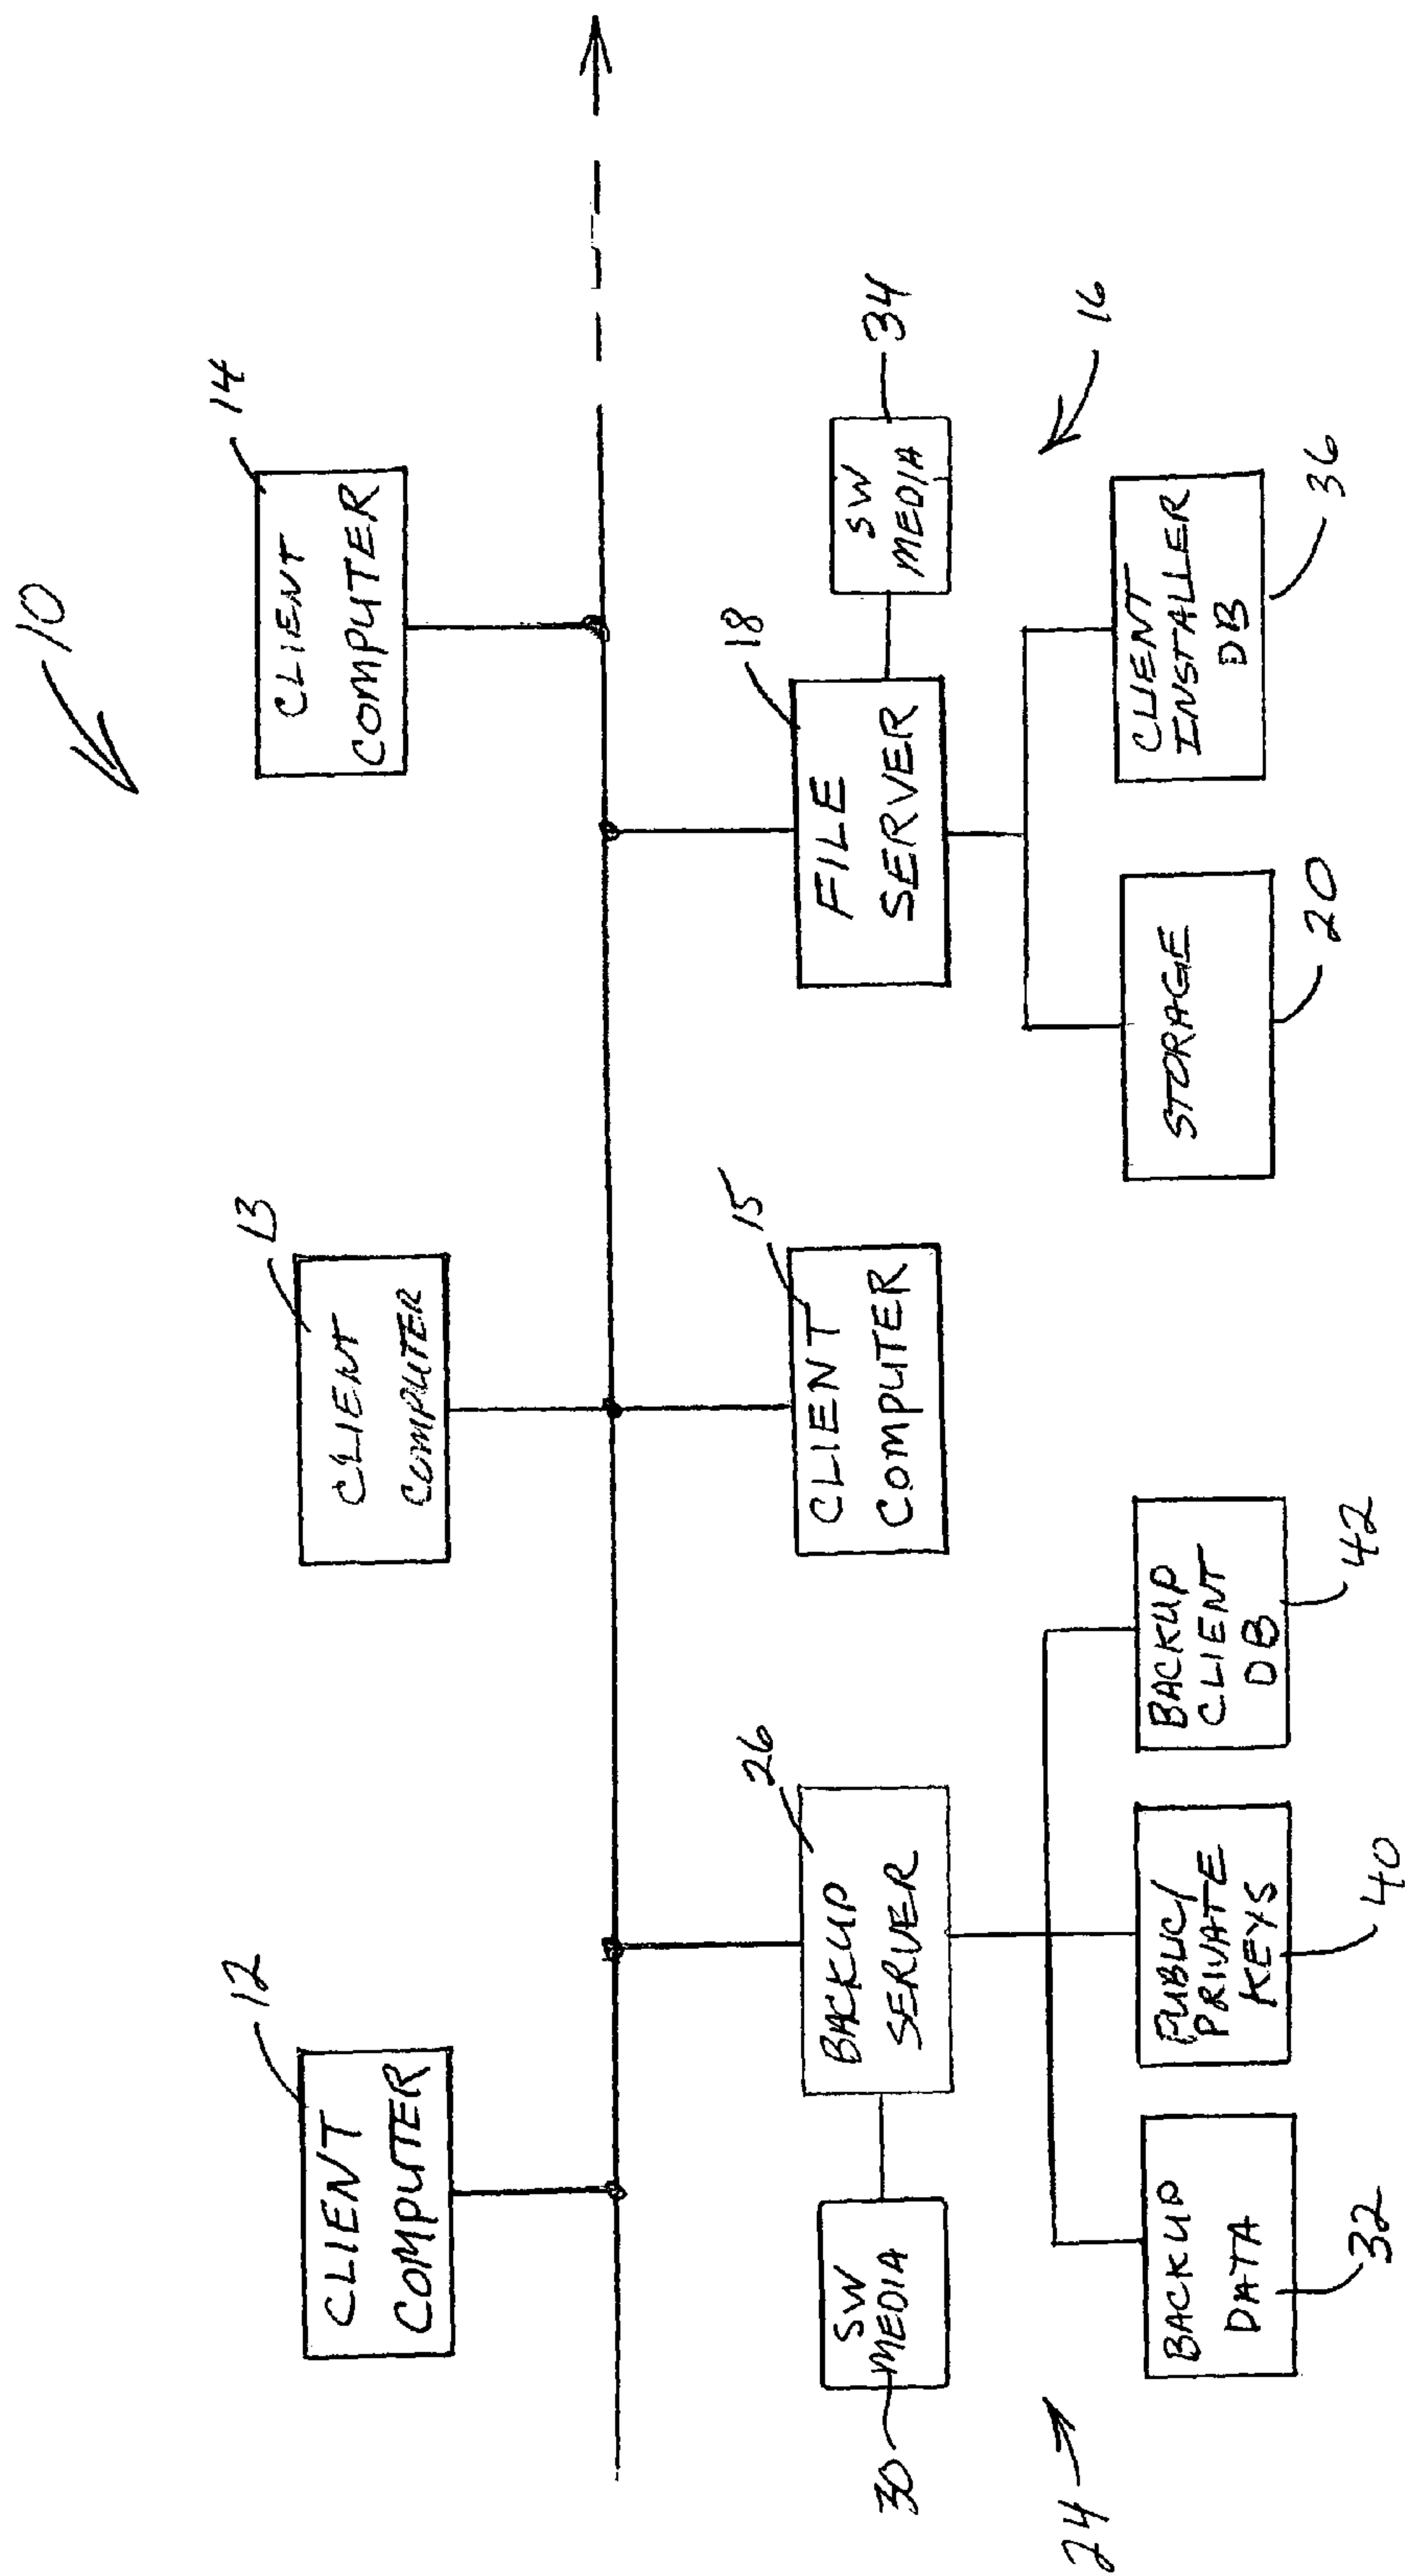 10
12
CLIENT
COMPUTER
13
CLIENT
COMPUTER
14
CLIENT
COMPUTER
26
BACKUP
SERVER
30
SW
MEDIA
15
CLIENT
COMPUTER
18
FILE
SERVER
SW
MEDIA
34
24
BACKUP
DATA
32
PUBLIC/
PRIVATE
KEYS
40
BACKUP
CLIENT
DB
42
STORAGE
20
CLIENT
INSTALLER
DB
36
16